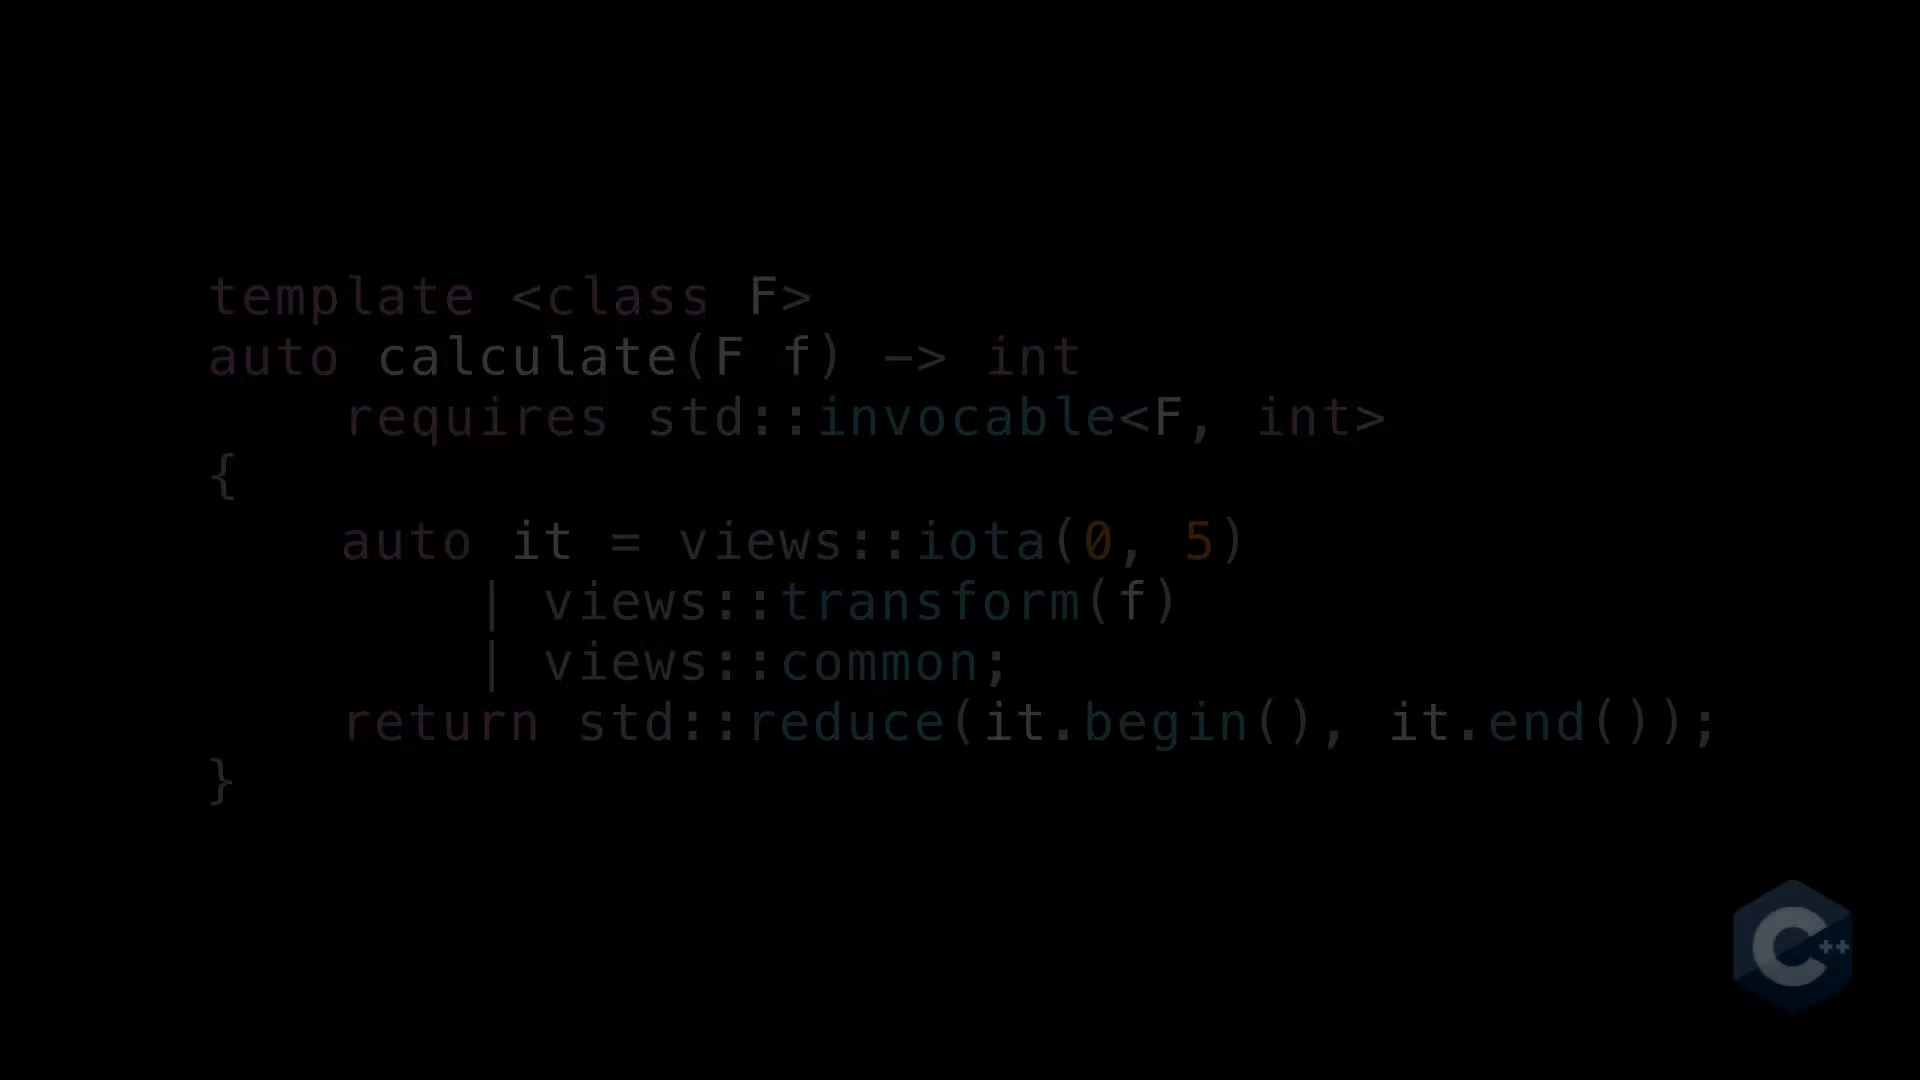 template <class F>
auto calculate(F f) -> int
    requires std::invocable<F, int>
{
    auto it = views::iota(0, 5)
        | views::transform(f)
        | views::common;
    return std::reduce(it.begin(), it.end());
}
C++